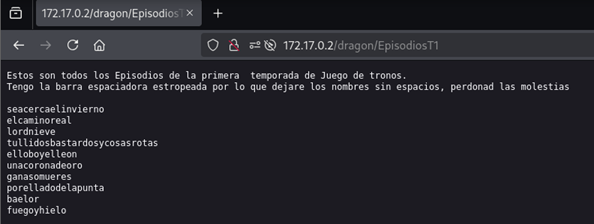 172.17.0.2/dragon/EpisodiosT
172.17.0.2/dragon/EpisodiosT1
Estos son todos los Episodios de la primera  temporada de Juego de tronos.
Tengo la barra espaciadora estropeada por lo que dejare los nombres sin espacios, perdonad las molestias
seacercaelinvierno
elcaminoreal
lordnieve
tullidosbastardosycosasrotas
elloboyelleon
unacoronadeoro
ganasomueres
porelladodelapunta
baelor
fuegoyhielo